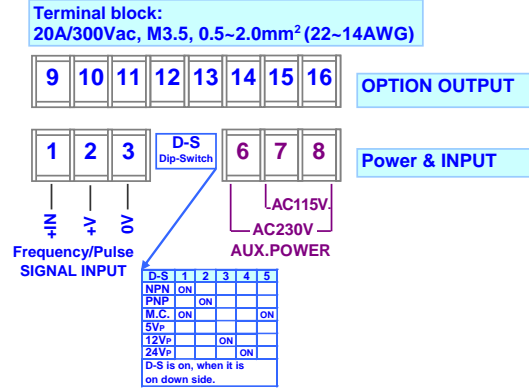 Terminal block:
20A/300Vac, M3.5, 0.5~2.0mm² (22~14AWG)
9 10 11 12 13 14 15 16
OPTION OUTPUT
1 2 3
D-S
Dip-Switch
6 7 8
Power & INPUT
+IN +V 0V
AC115V
AC230V
AUX.POWER
Frequency/Pulse
SIGNAL INPUT
D-S 1 2 3 4 5
NPN ON
PNP ON
M.C. ON ON
5VP
12VP ON
24VP ON
D-S is on, when it is
on down side.